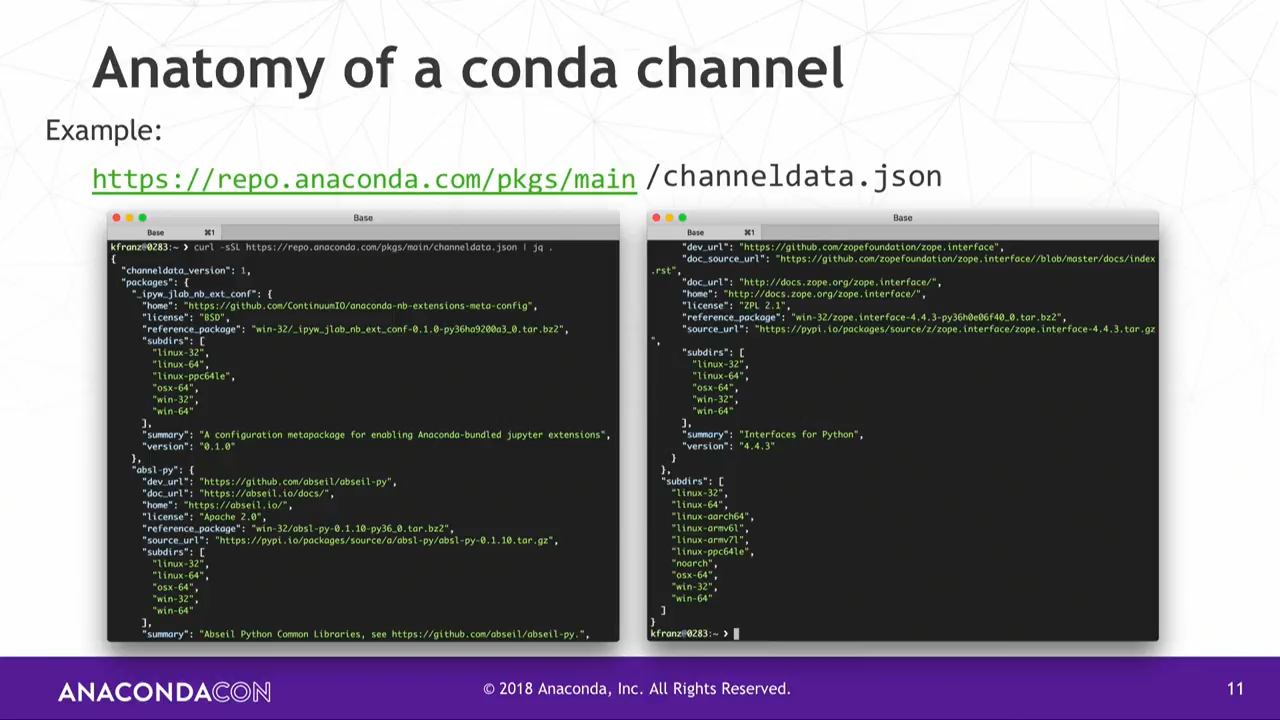 Anatomy of a conda channel
Example:
https://repo.anaconda.com/pkgs/main /channeldata.json
Base
Base ⌘1
kfranz@0283:~ ❯ curl -sSL https://repo.anaconda.com/pkgs/main/channeldata.json | jq .
{
"channeldata_version": 1,
"packages": {
"_ipyw_jlab_nb_ext_conf": {
"home": "https://github.com/ContinuumIO/anaconda-nb-extensions-meta-config",
"license": "BSD",
"reference_package": "win-32/_ipyw_jlab_nb_ext_conf-0.1.0-py36ha9200a3_0.tar.bz2",
"subdirs": [
"linux-32",
"linux-64",
"linux-ppc64le",
"osx-64",
"win-32",
"win-64"
],
"summary": "A configuration metapackage for enabling Anaconda-bundled jupyter extensions",
"version": "0.1.0"
},
"absl-py": {
"dev_url": "https://github.com/abseil/abseil-py",
"doc_url": "https://abseil.io/docs/",
"home": "https://abseil.io/",
"license": "Apache 2.0",
"reference_package": "win-32/absl-py-0.1.10-py36_0.tar.bz2",
"source_url": "https://pypi.io/packages/source/a/absl-py/absl-py-0.1.10.tar.gz",
"subdirs": [
"linux-32",
"linux-64",
"osx-64",
"win-32",
"win-64"
],
"summary": "Abseil Python Common Libraries, see https://github.com/abseil/abseil-py.",
Base
Base ⌘1
"dev_url": "https://github.com/zopefoundation/zope.interface",
"doc_source_url": "https://github.com/zopefoundation/zope.interface//blob/master/docs/index
.rst",
"doc_url": "http://docs.zope.org/zope.interface/",
"home": "http://docs.zope.org/zope.interface/",
"license": "ZPL 2.1",
"reference_package": "win-32/zope.interface-4.4.3-py36h0e06f40_0.tar.bz2",
"source_url": "https://pypi.io/packages/source/z/zope.interface/zope.interface-4.4.3.tar.gz
",
"subdirs": [
"linux-32",
"linux-64",
"osx-64",
"win-32",
"win-64"
],
"summary": "Interfaces for Python",
"version": "4.4.3"
}
},
"subdirs": [
"linux-32",
"linux-64",
"linux-aarch64",
"linux-armv6l",
"linux-armv7l",
"linux-ppc64le",
"noarch",
"osx-64",
"win-32",
"win-64"
]
}
kfranz@0283:~ ❯
ANACONDACON
© 2018 Anaconda, Inc. All Rights Reserved.
11